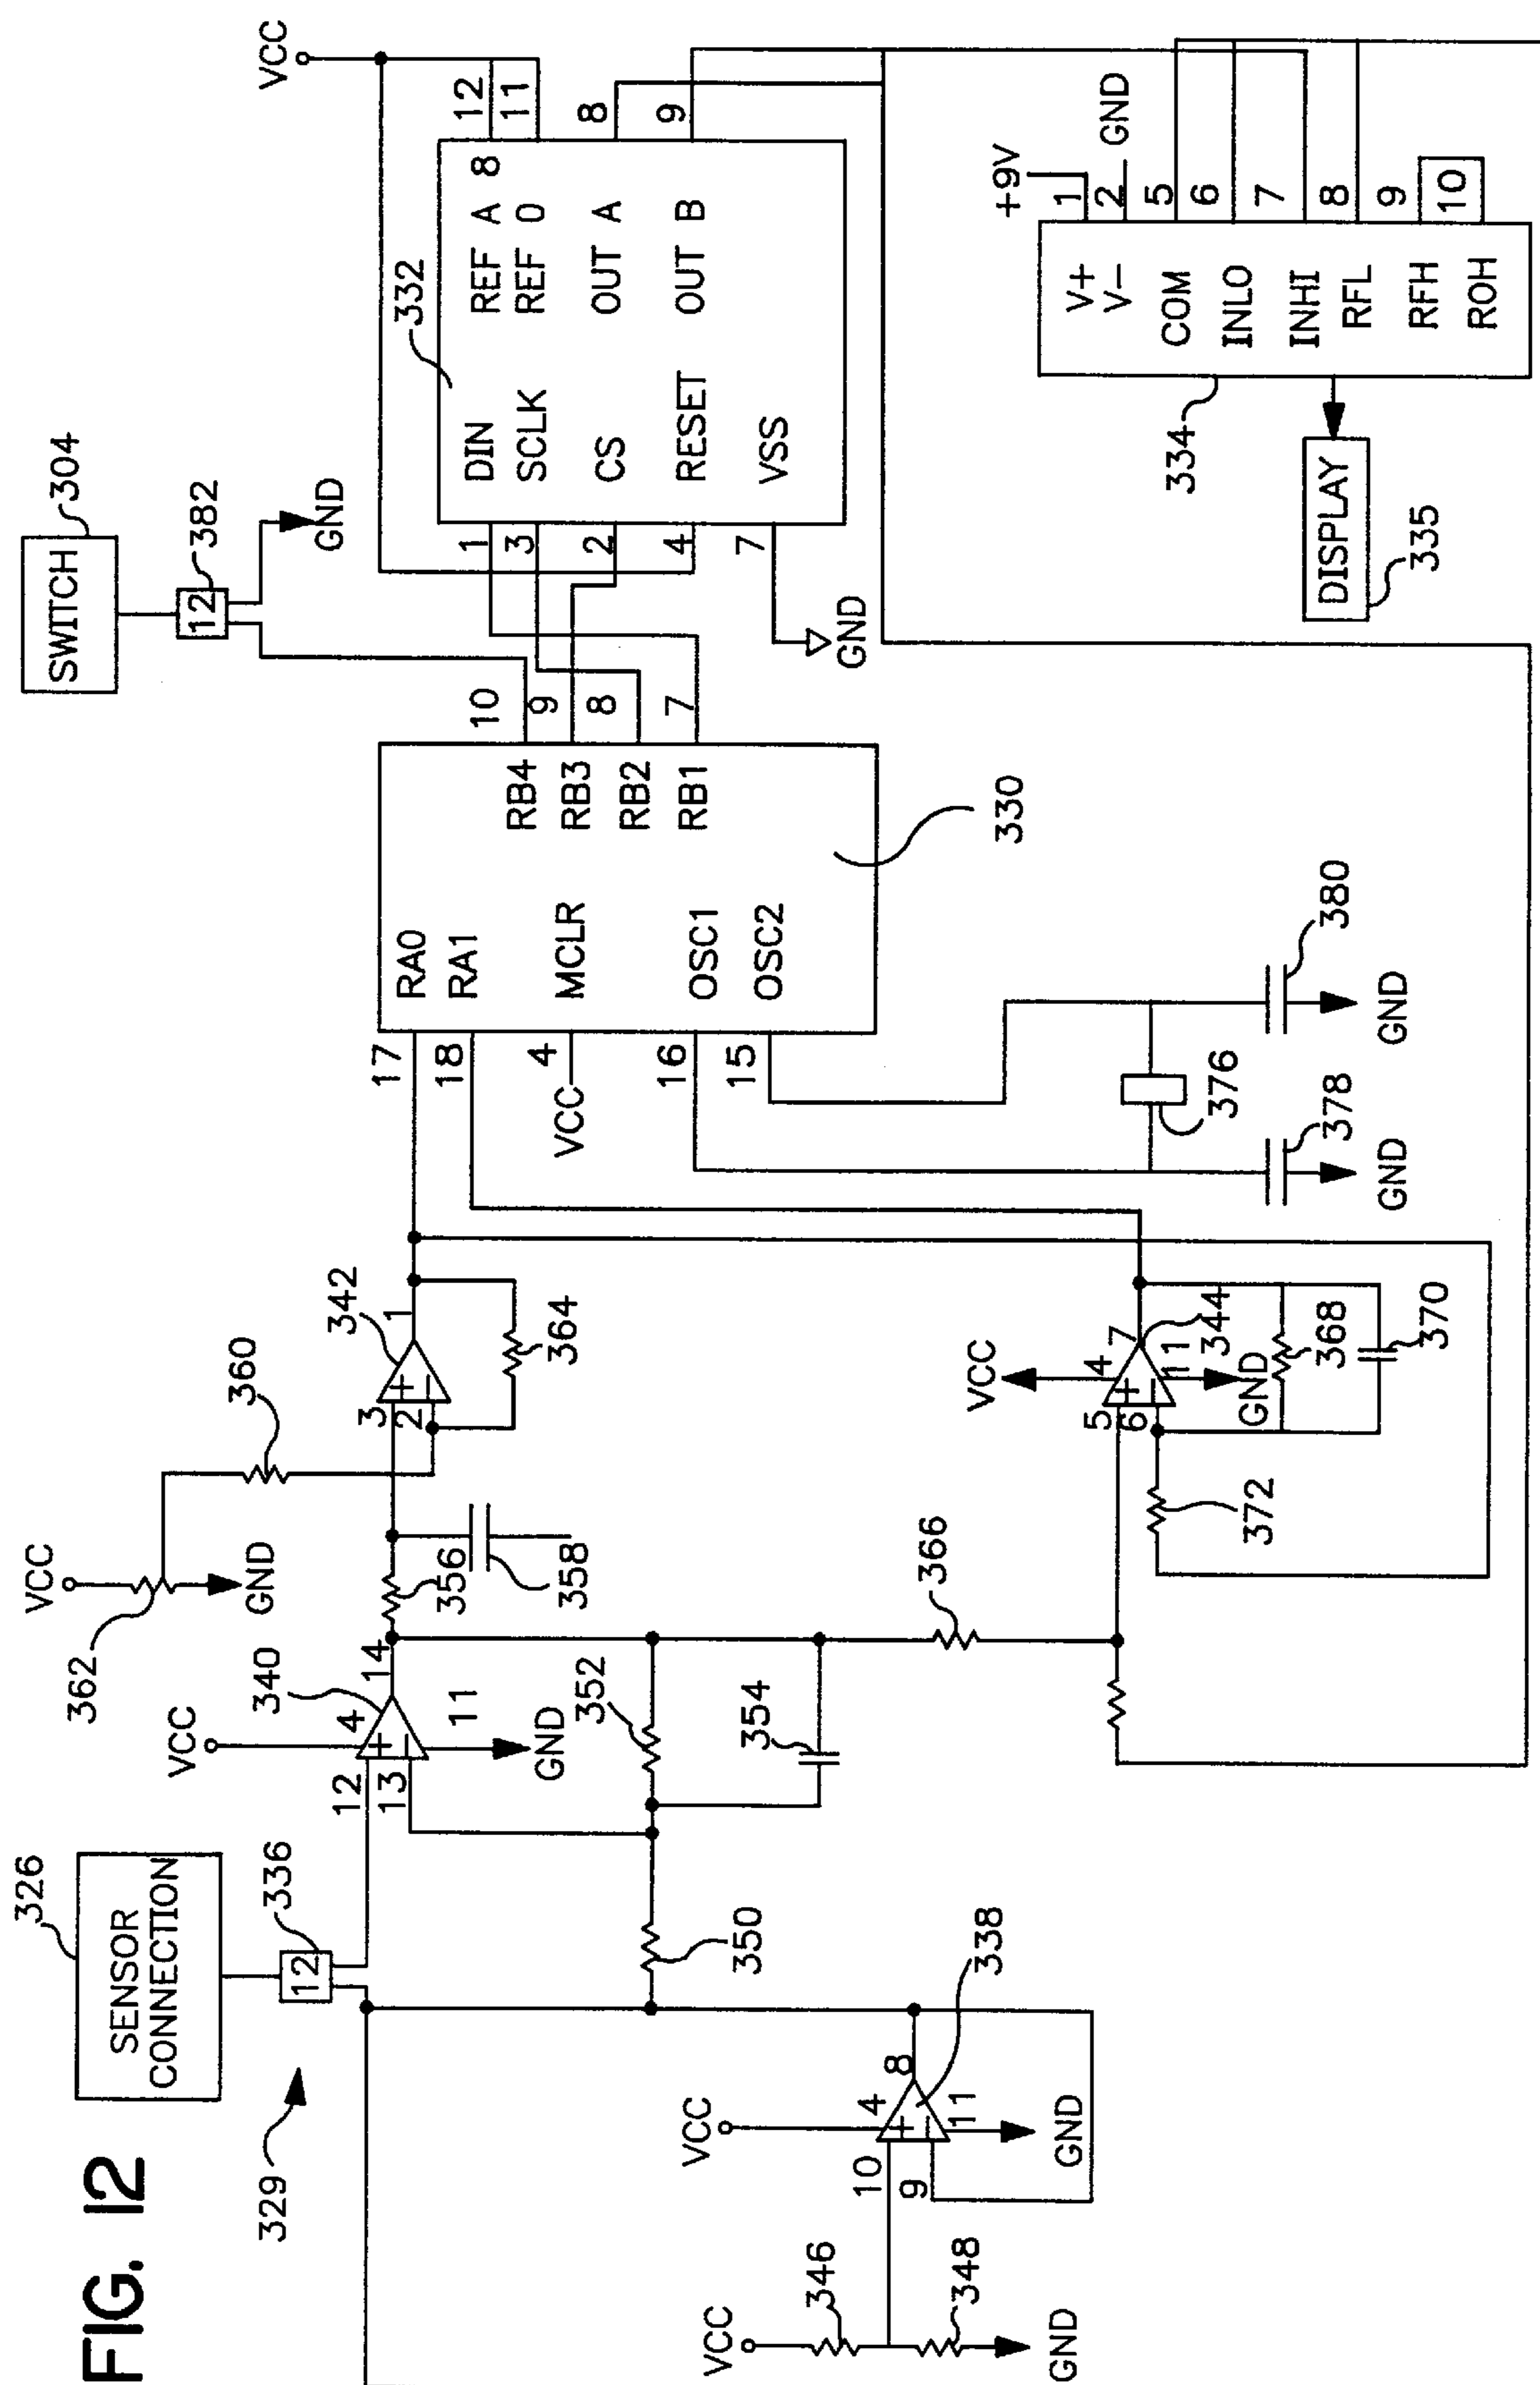 FIG. 12
329
326
SENSOR
CONNECTION
336
12
VCC
346
348
GND
VCC
10
9
4
8
11
338
GND
350
12
13
VCC
340
4
14
11
GND
352
354
362
VCC
GND
356
358
360
366
3
2
342
1
364
VCC
5
6
4
7
11
344
GND
368
370
372
17
18
4
VCC
16
15
RA0
RA1
MCLR
OSC1
OSC2
RB4
RB3
RB2
RB1
330
10
9
8
7
376
378
380
GND
GND
SWITCH
304
12
382
GND
1
3
2
4
7
GND
DIN
SCLK
CS
RESET
VSS
332
REF A 8
REF O
OUT A
OUT B
12
11
8
9
VCC
DISPLAY
335
334
V+
V-
COM
INLO
INHI
RFL
RFH
ROH
+9V
1
2
GND
5
6
7
8
9
10